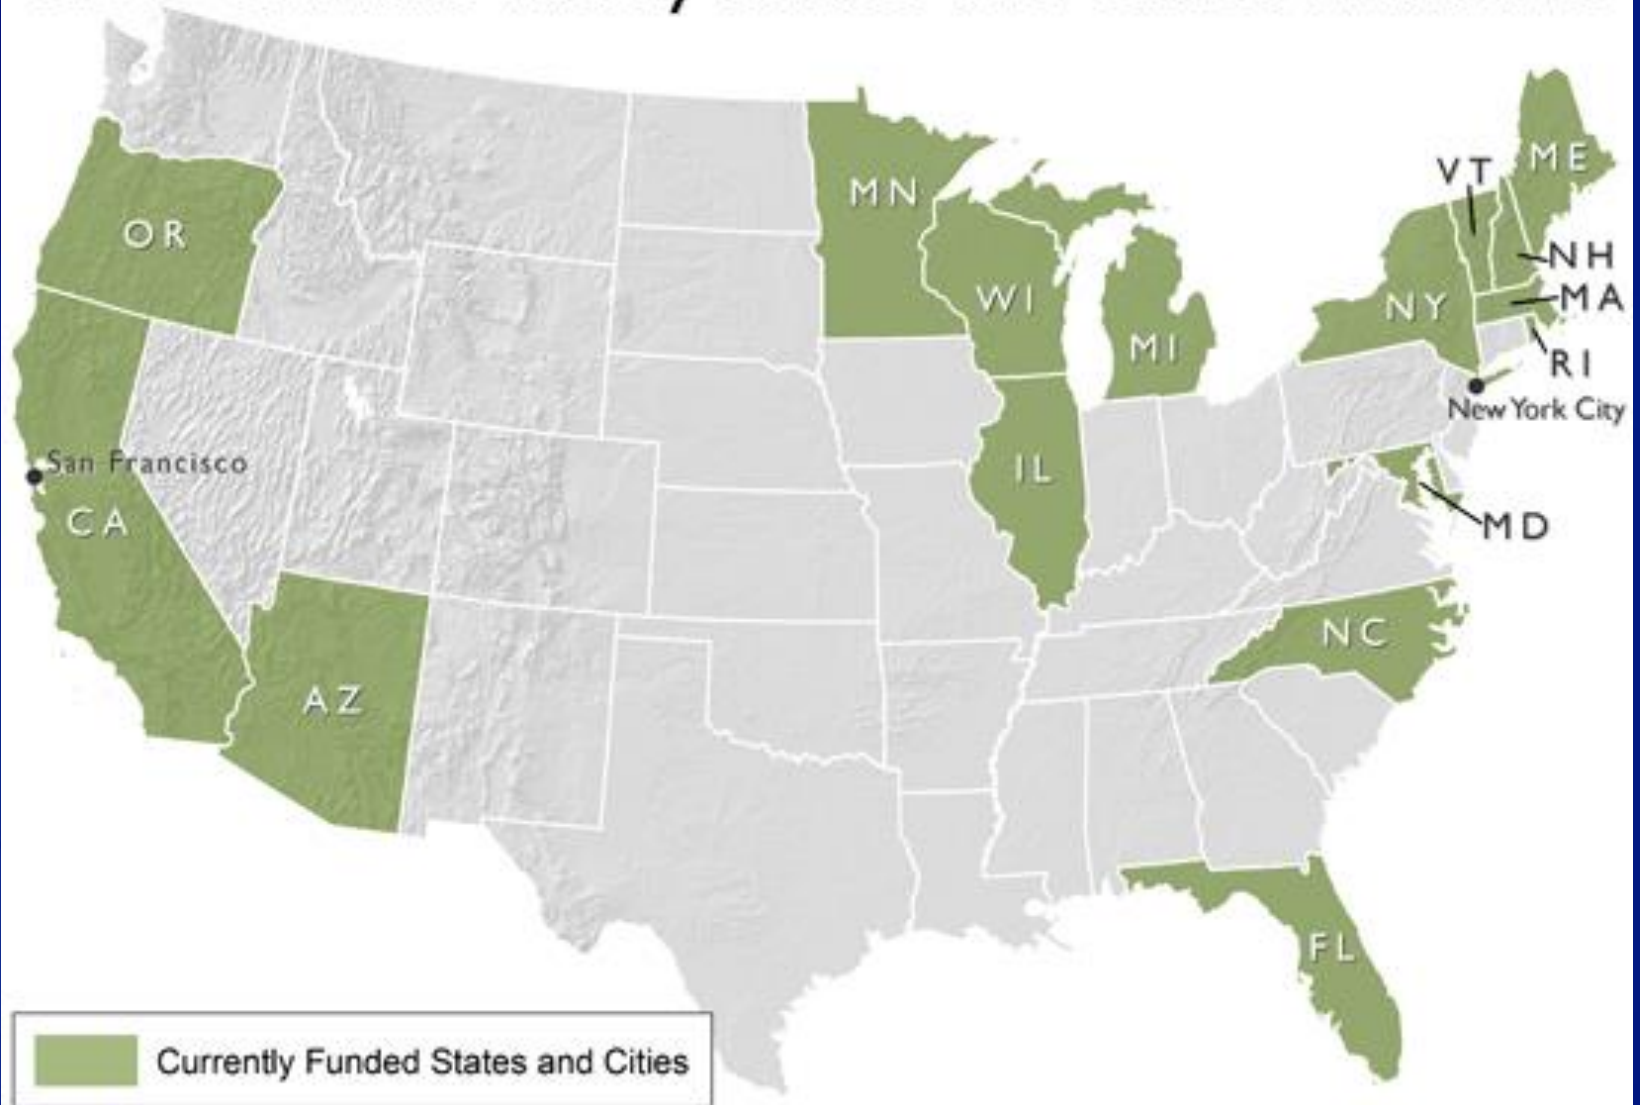 VT
ME
MN
OR
NH
WI
MA
NY
MI
RI
New York City
San Francisco
IL
CA
MD
NC
AZ
FL
Currently Funded States and Cities